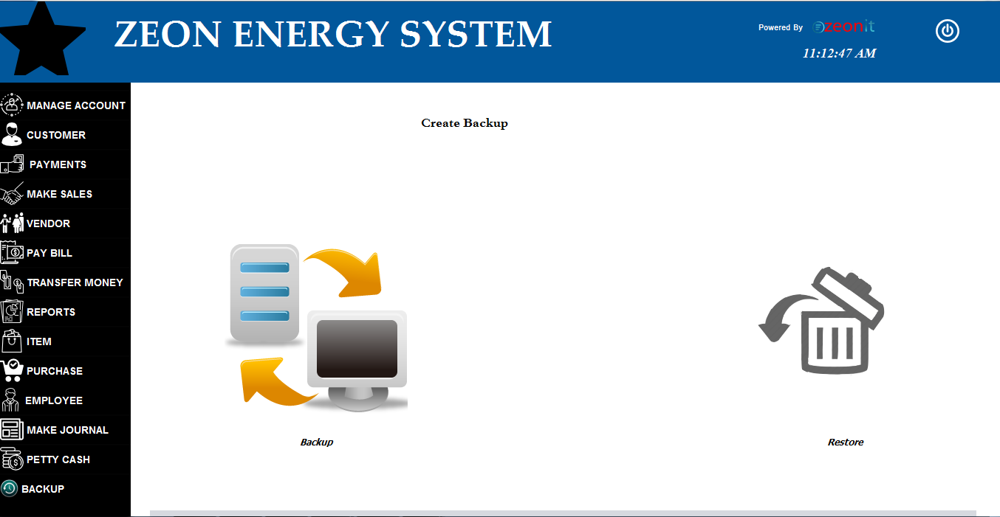 ZEON ENERGY SYSTEM
Powered By zeonit
11:12:47 AM
MANAGE ACCOUNT
CUSTOMER
PAYMENTS
MAKE SALES
VENDOR
PAY BILL
TRANSFER MONEY
REPORTS
ITEM
PURCHASE
EMPLOYEE
MAKE JOURNAL
PETTY CASH
BACKUP
Create Backup
Backup
Restore